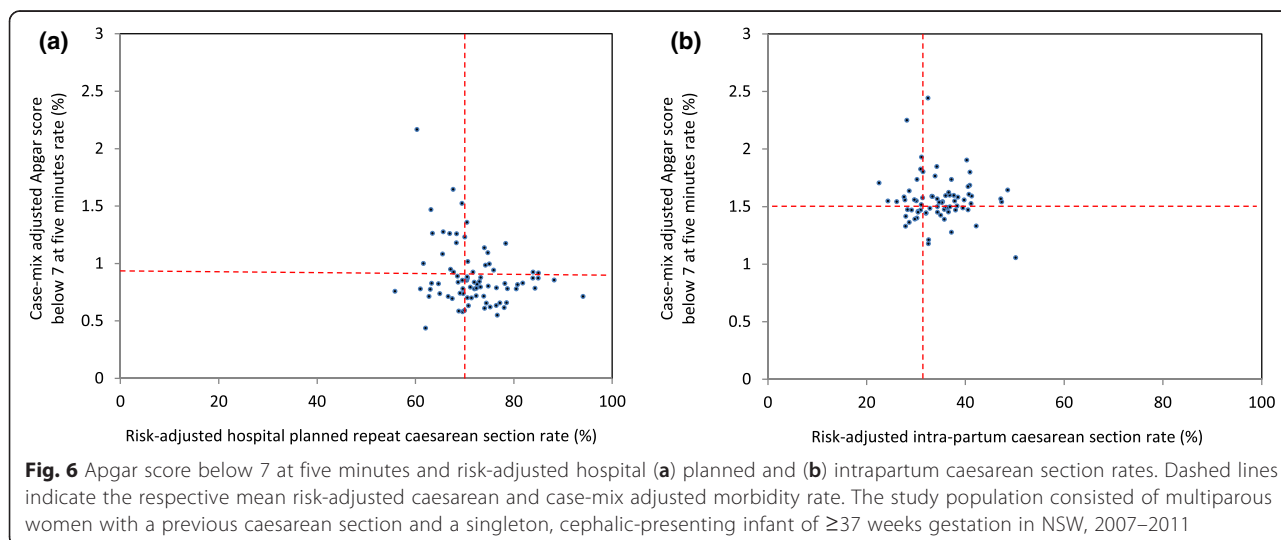 (a)
3
2.5
2
1.5
1
0.5
0
Case-mix adjusted Apgar score
below 7 at five minutes rate (%)
0 20 40 60 80 100
Risk-adjusted hospital planned repeat caesarean section rate (%)
(b)
3
2.5
2
1.5
1
0.5
0
Case-mix adjusted Apgar score
below 7 at five minutes rate (%)
0 20 40 60 80 100
Risk-adjusted intra-partum caesarean section rate (%)
Fig. 6 Apgar score below 7 at five minutes and risk-adjusted hospital (a) planned and (b) intrapartum caesarean section rates. Dashed lines
indicate the respective mean risk-adjusted caesarean and case-mix adjusted morbidity rate. The study population consisted of multiparous
women with a previous caesarean section and a singleton, cephalic-presenting infant of ≥37 weeks gestation in NSW, 2007–2011